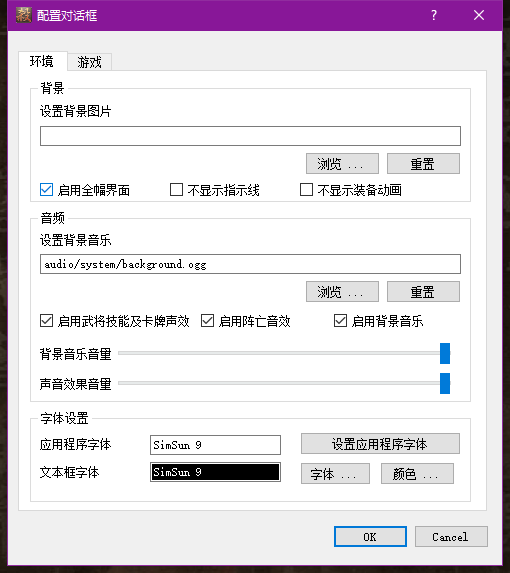 配置对话框
环境
游戏
背景
设置背景图片
浏览 ...
重置
启用全幅界面
不显示指示线
不显示装备动画
音频
设置背景音乐
audio/system/background.ogg
浏览 ...
重置
启用武将技能及卡牌声效
启用阵亡音效
启用背景音乐
背景音乐音量
声音效果音量
字体设置
应用程序字体
SimSun 9
设置应用程序字体
文本框字体
SimSun 9
字体 ...
颜色 ...
OK
Cancel